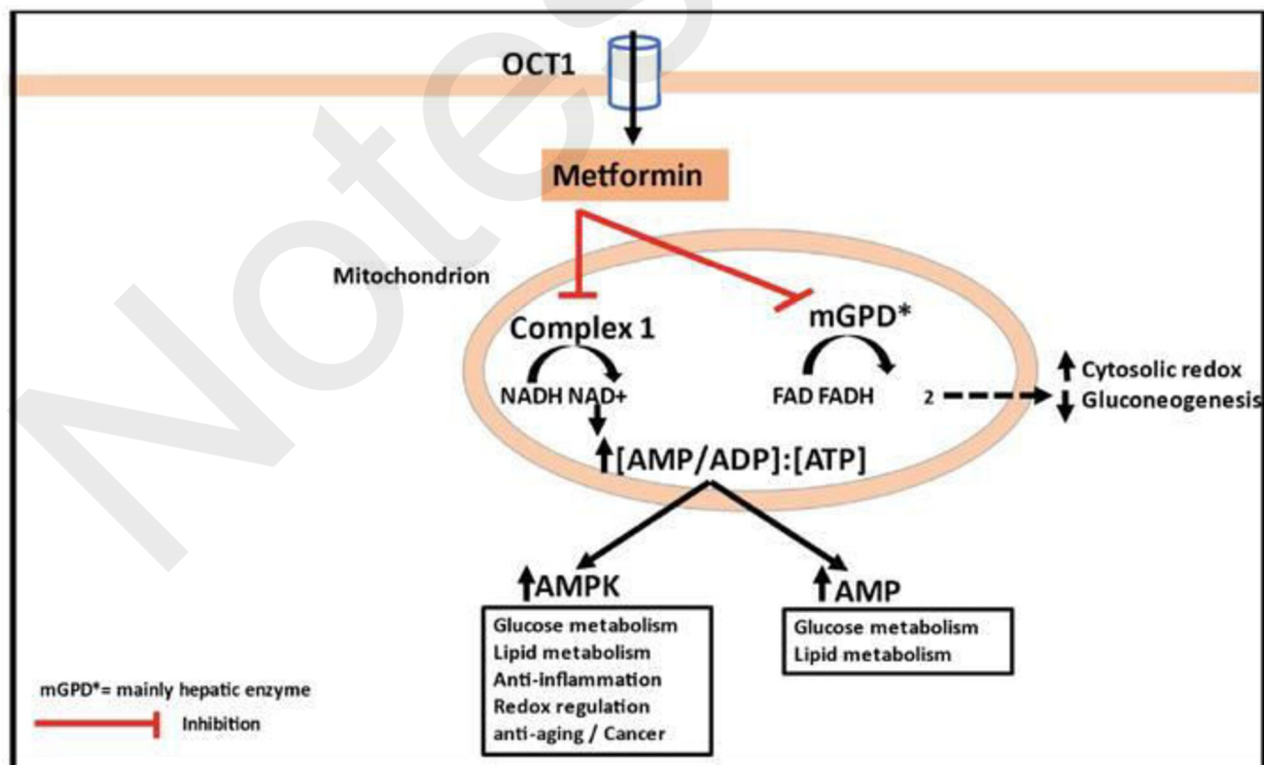 OCT1
Metformin
Mitochondrion
Complex 1
mGPD*
NADH NAD+
FAD FADH 2
Cytosolic redox
Gluconeogenesis
[AMP/ADP]:[ATP]
AMPK
Glucose metabolism
Lipid metabolism
Anti-inflammation
Redox regulation
anti-aging / Cancer
AMP
Glucose metabolism
Lipid metabolism
mGPD*= mainly hepatic enzyme
Inhibition
Notes